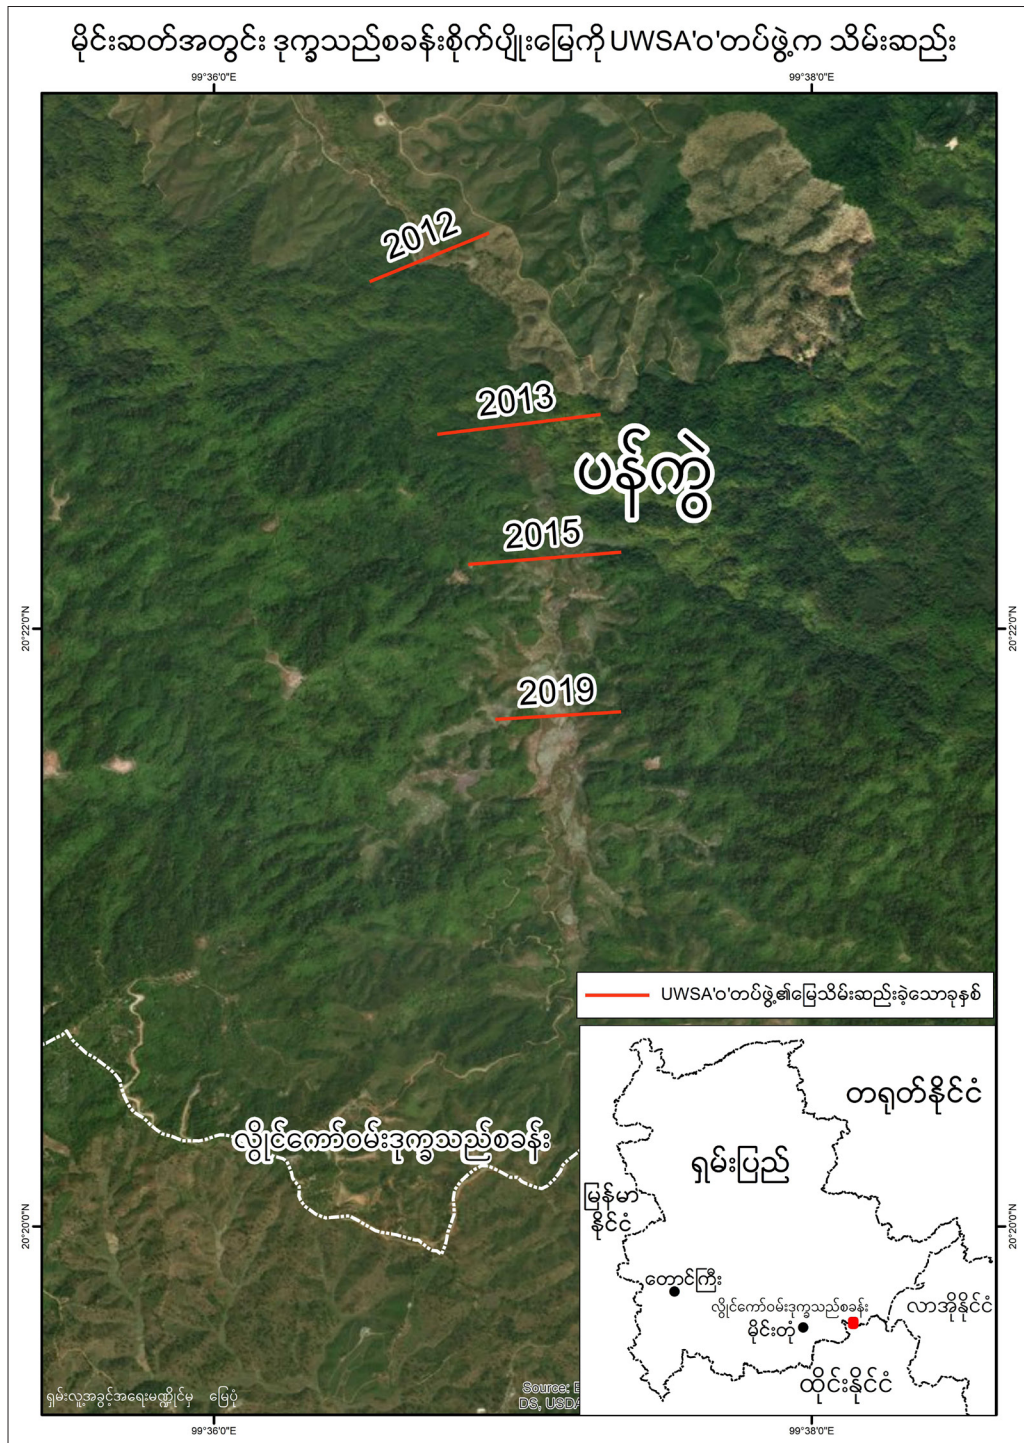 မိုင်းဆတ်အတွင်း ဒုက္ခသည်စခန်းစိုက်ပျိုးမြေကို UWSA'ဝ'တပ်ဖွဲ့က သိမ်းဆည်း
99°36'0"E
99°38'0"E
2012
2013
ပန်ကွဲ
2015
20°22'0"N
20°22'0"N
2019
UWSA'ဝ'တပ်ဖွဲ့၏မြေသိမ်းဆည်းခဲ့သောခုနှစ်
တရုတ်နိုင်ငံ
လွိုင်ကော်ဝမ်းဒုက္ခသည်စခန်း
ရှမ်းပြည်
မြန်မာ
နိုင်ငံ
20°20'0"N
20°20'0"N
တောင်ကြီး
လွိုင်ကော်ဝမ်းဒုက္ခသည်စခန်း
လာအိုနိုင်ငံ
မိုင်းတုံ
ထိုင်းနိုင်ငံ
ရှမ်းလူ့အခွင့်အရေးမဏ္ဍိုင်မှ မြေပုံ
Source:
DS, USDA
99°36'0"E
99°38'0"E